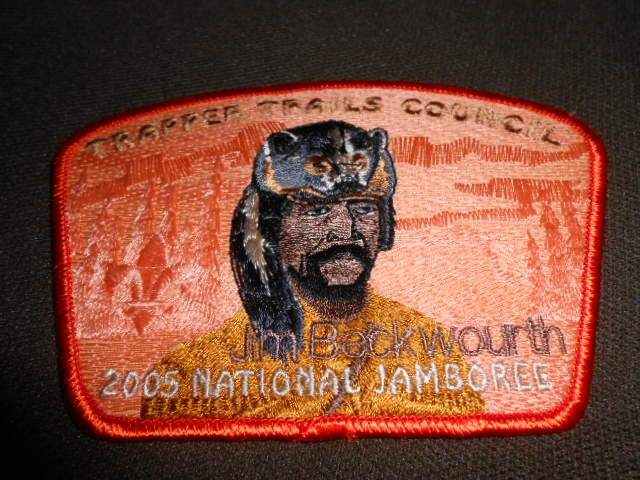 TRAPPER TRAILS COUNCIL
Jim Beckwourth
2005 NATIONAL JAMBOREE